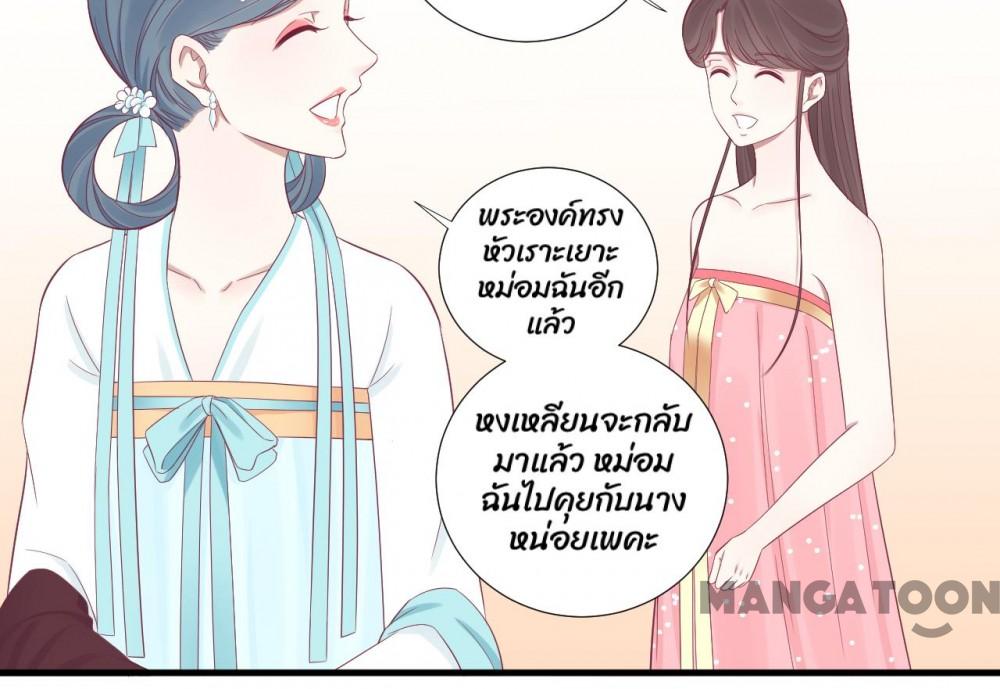 พระองค์ทรง
หัวเราะเยาะ
หม่อมฉันอีก
แล้ว
หงเหลียนจะกลับ
มาแล้ว หม่อม
ฉันไปคุยกับนาง
หน่อยเพคะ
MANGATOON